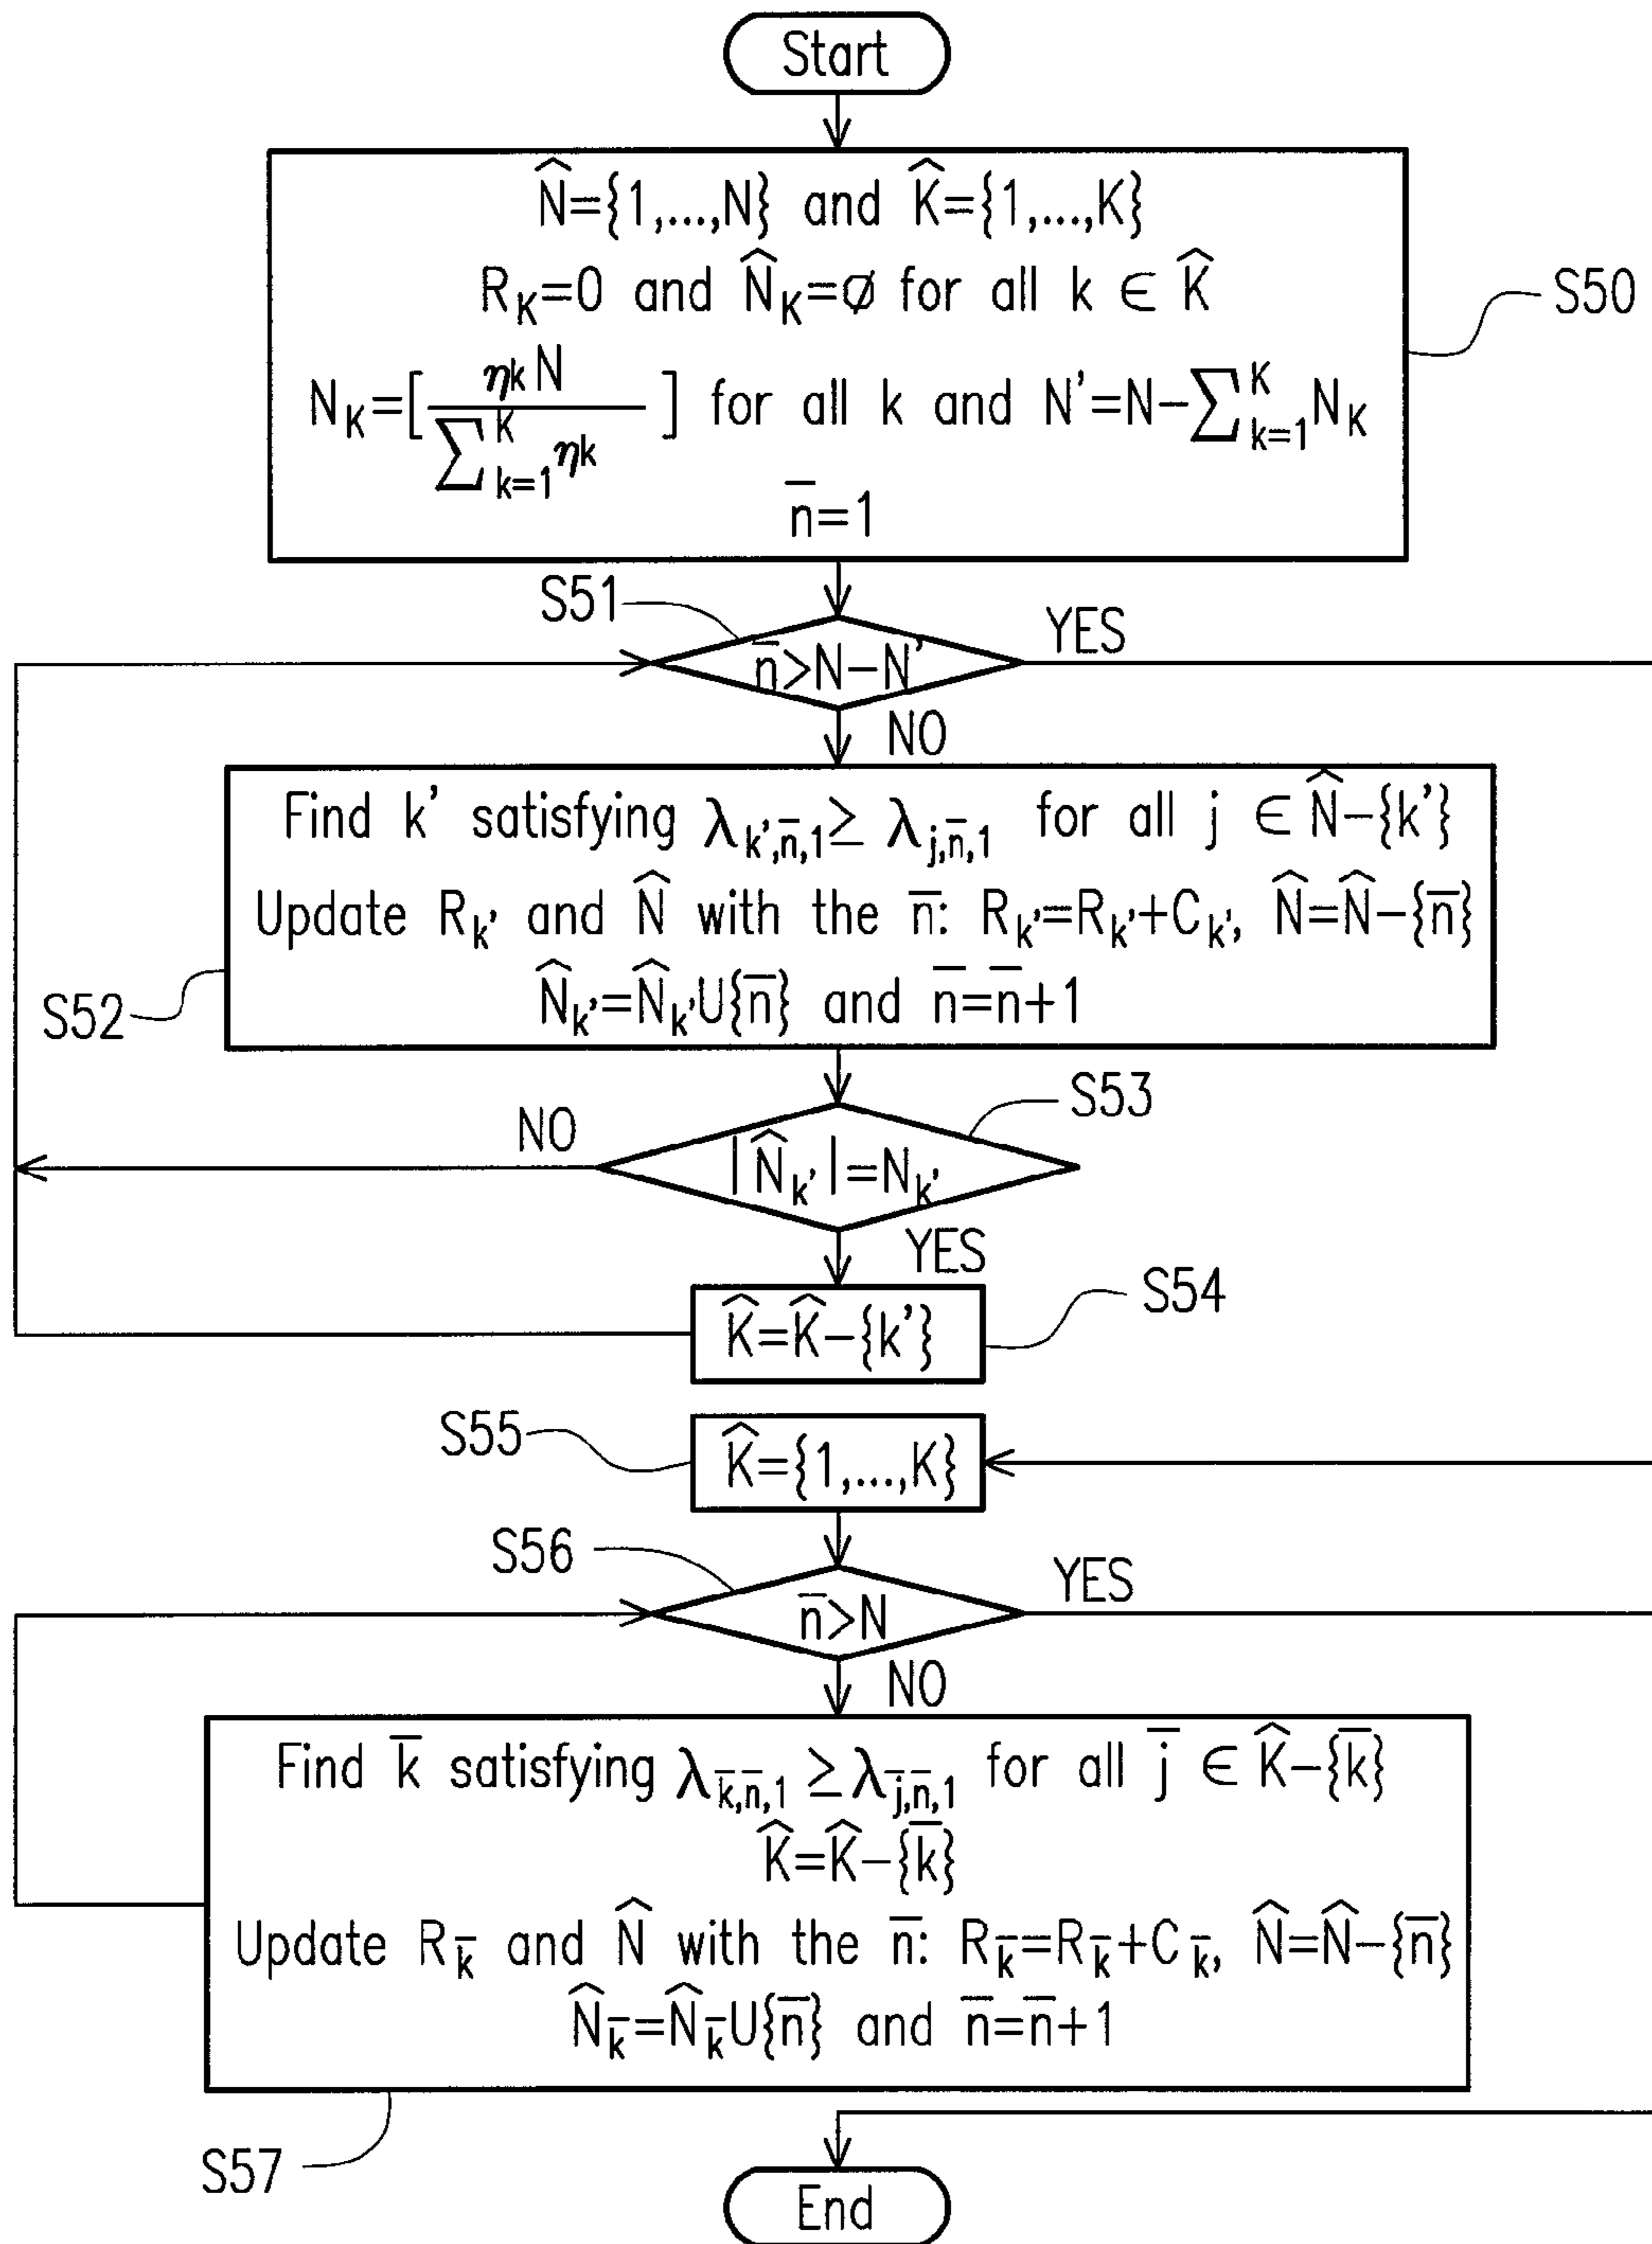 Start
N̂={1,...,N} and K̂={1,...,K}
R_K=0 and N̂_K=∅ for all k ∈ K̂
N_K=[ η_k N / ∑_{k=1}^{K} η_k ] for all k and N'=N-∑_{k=1}^{K} N_K
n̄=1
S50
S51
n̄>N-N'
YES
NO
Find k' satisfying λ_{k',n̄,1} ≥ λ_{j,n̄,1} for all j ∈ N̂-{k'}
Update R_{k'} and N̂ with the n̄: R_{k'}=R_{k'}+C_{k'}, N̂=N̂-{n̄}
N̂_{k'}=N̂_{k'}U{n̄} and n̄=n̄+1
S52
S53
NO
|N̂_{k'}|=N_{k'}
YES
S54
K̂=K̂-{k'}
S55
K̂={1,...,K}
S56
YES
n̄>N
NO
Find k̄ satisfying λ_{k̄,n̄,1} ≥ λ_{j̄,n̄,1} for all j̄ ∈ K̂-{k̄}
K̂=K̂-{k̄}
Update R_{k̄} and N̂ with the n̄: R_{k̄}=R_{k̄}+C_{k̄}, N̂=N̂-{n̄}
N̂_{k̄}=N̂_{k̄}U{n̄} and n̄=n̄+1
S57
End